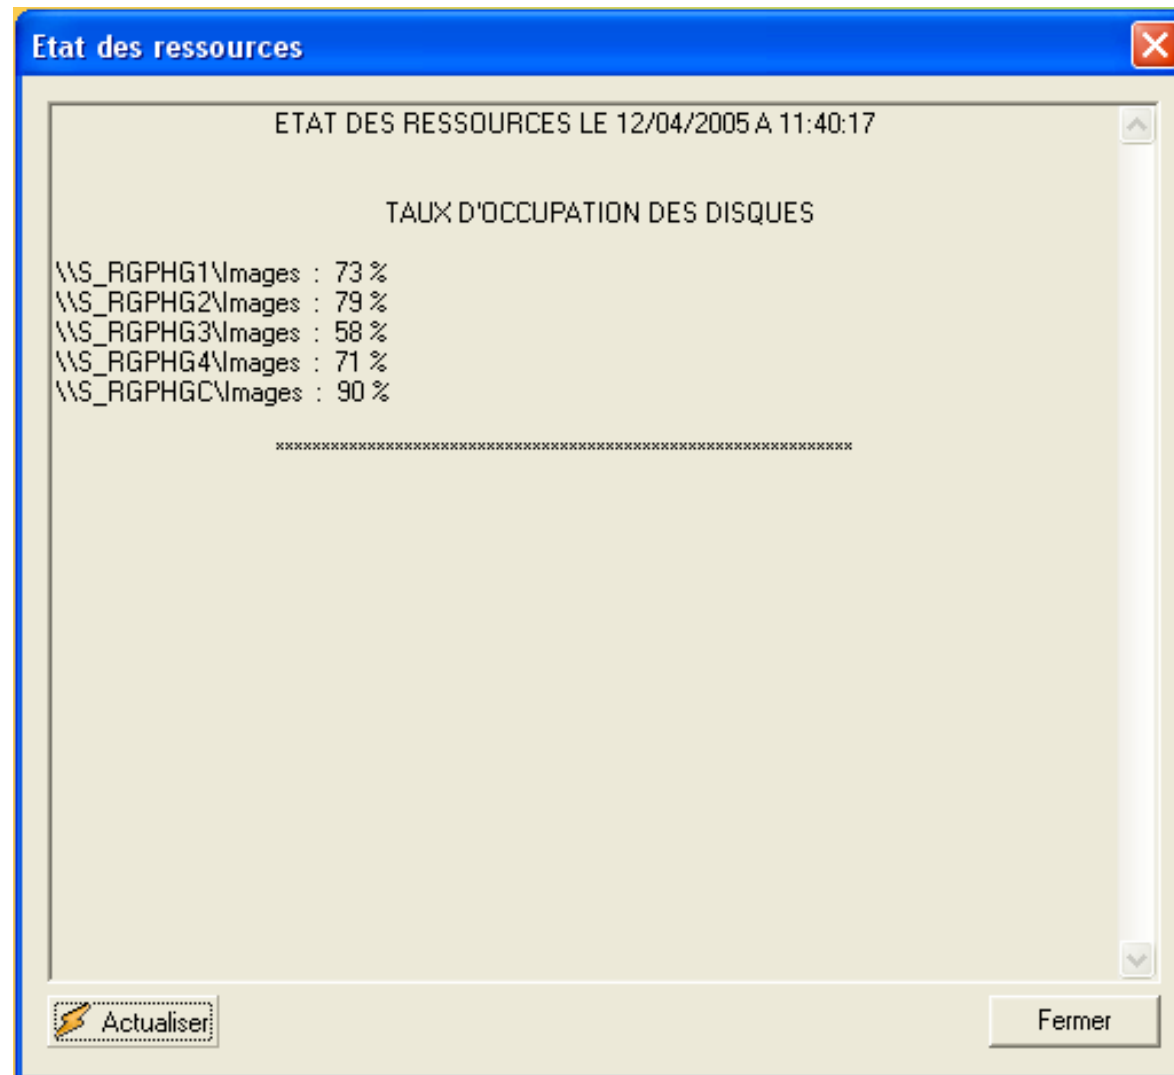 Etat des ressources
ETAT DES RESSOURCES LE 12/04/2005 A 11:40:17
TAUX D'OCCUPATION DES DISQUES
\\S_RGPHG1\Images : 73 %
\\S_RGPHG2\Images : 79 %
\\S_RGPHG3\Images : 58 %
\\S_RGPHG4\Images : 71 %
\\S_RGPHGC\Images : 90 %
***************************************************************
Actualiser
Fermer